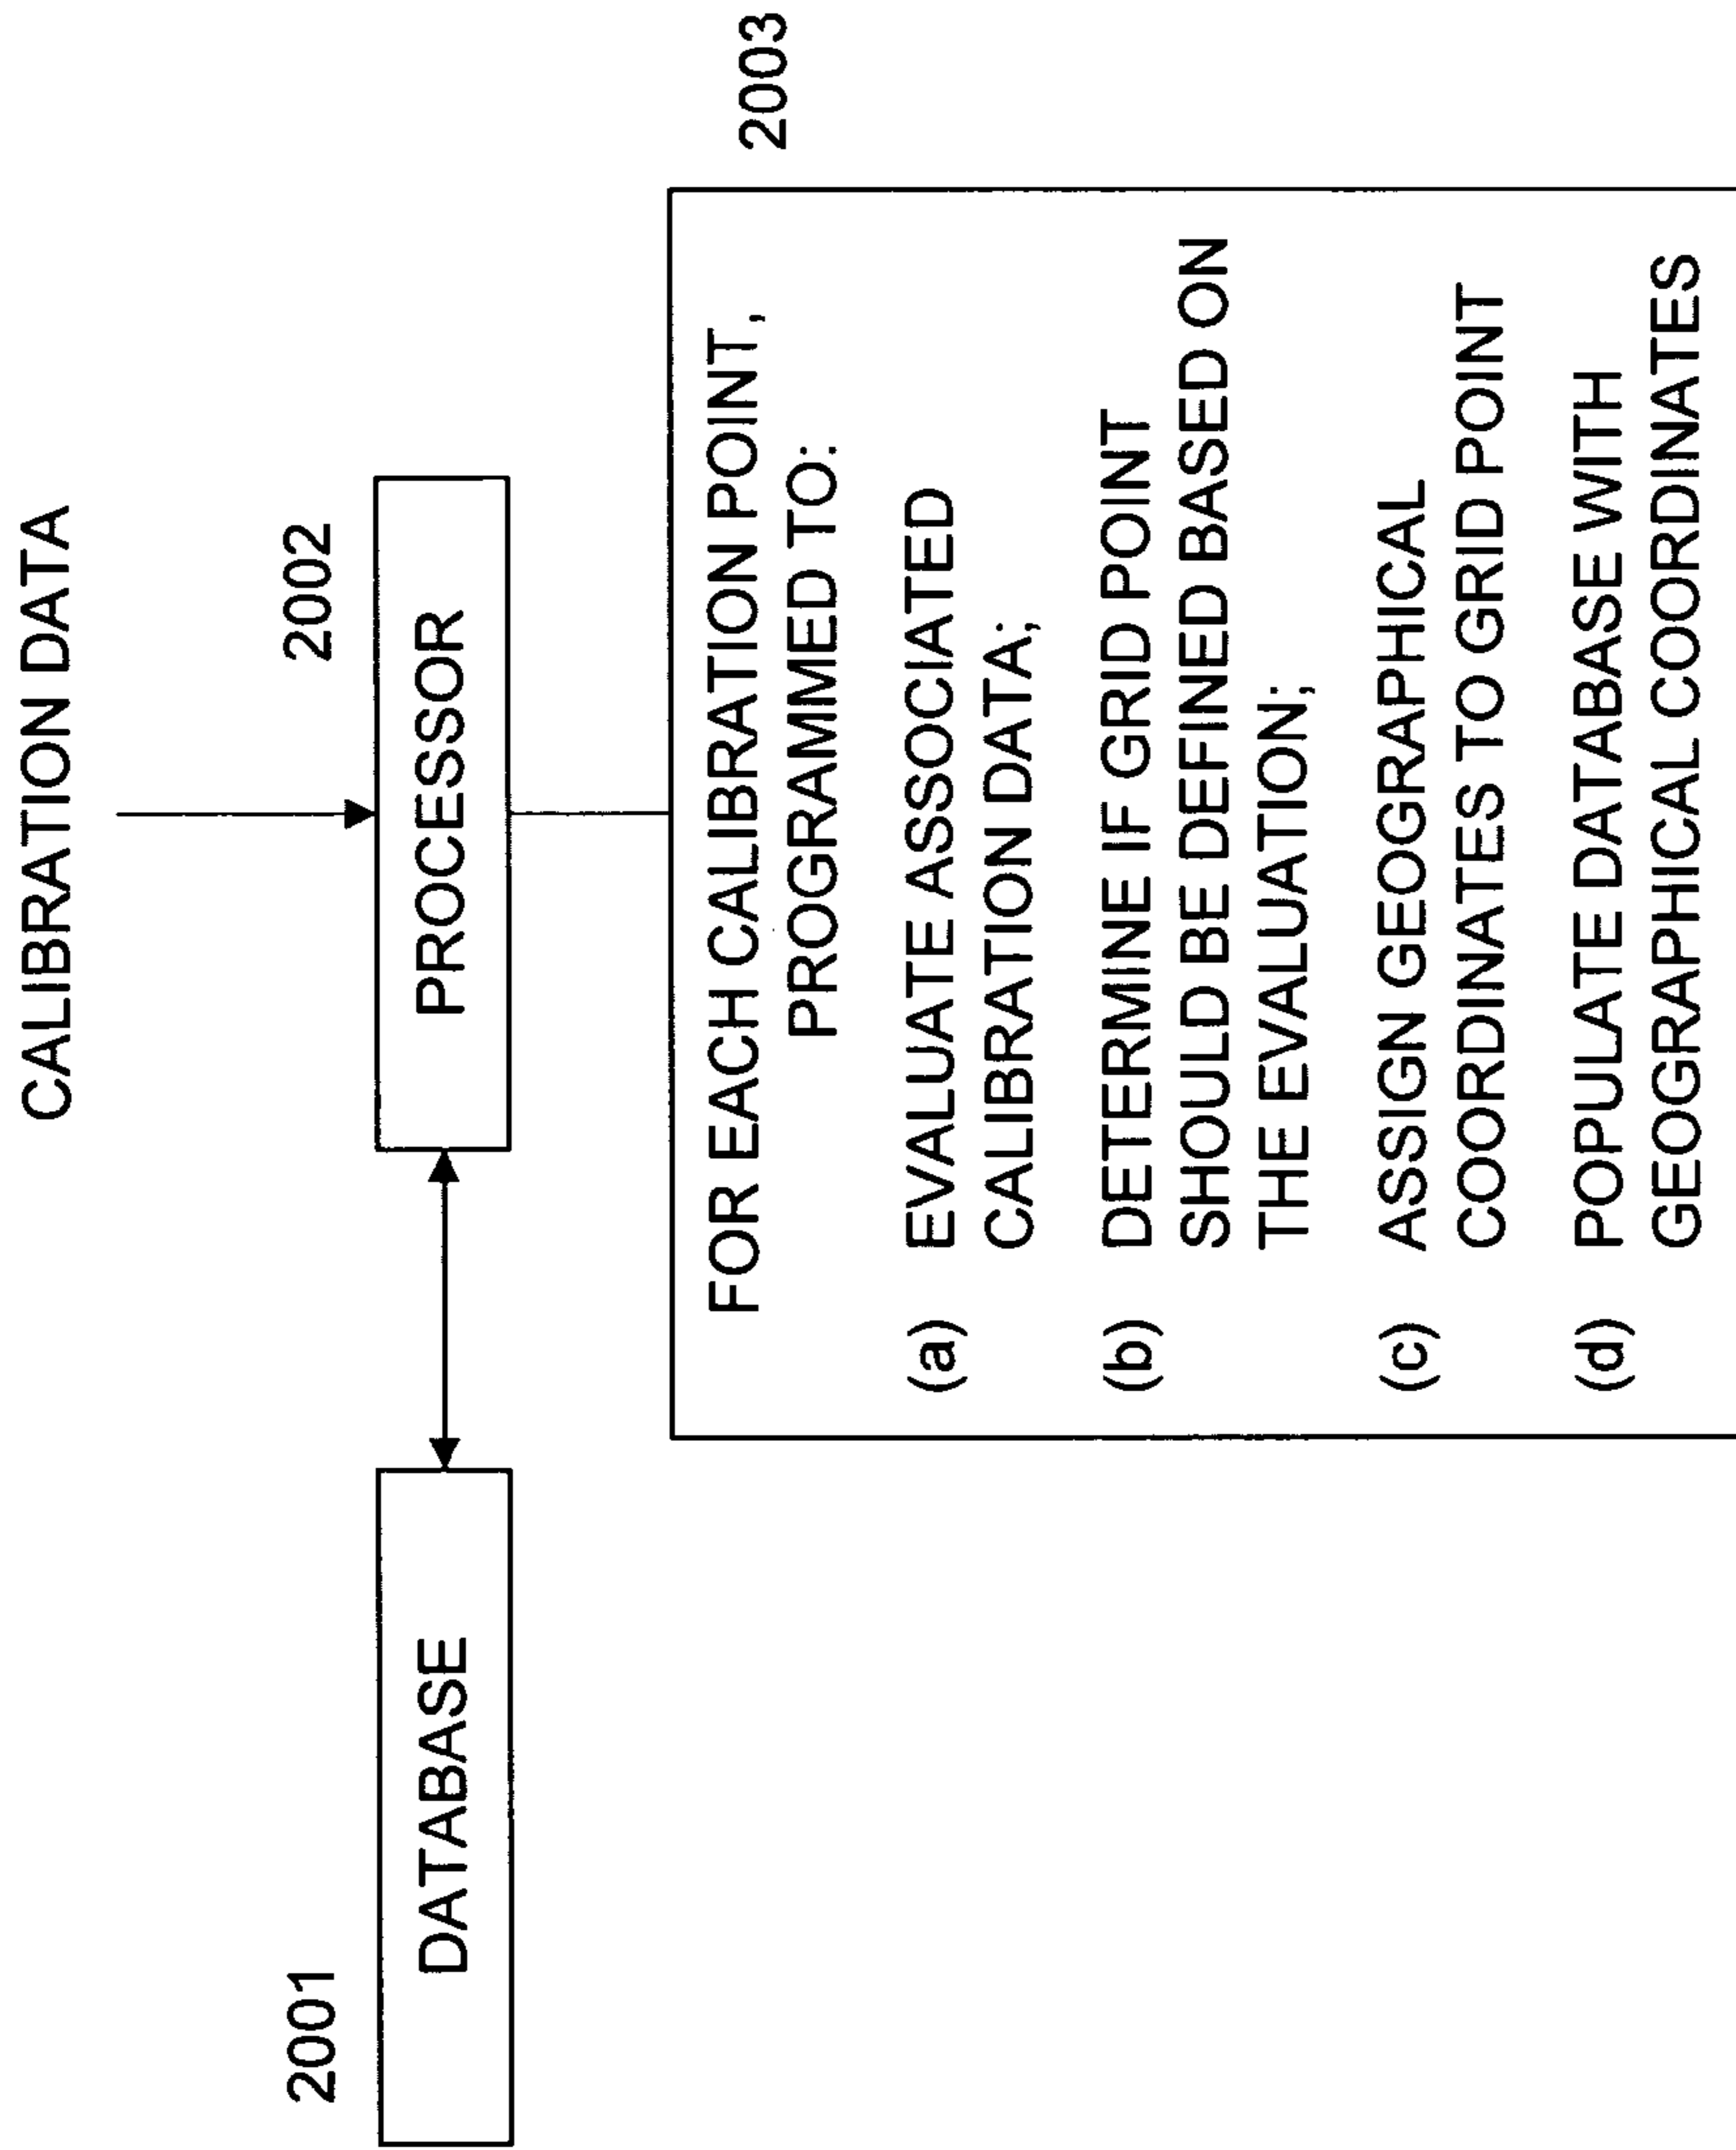 CALIBRATION DATA
2001
DATABASE
2002
PROCESSOR
2003
FOR EACH CALIBRATION POINT,
PROGRAMMED TO:
(a) EVALUATE ASSOCIATED
CALIBRATION DATA;
(b) DETERMINE IF GRID POINT
SHOULD BE DEFINED BASED ON
THE EVALUATION;
(c) ASSIGN GEOGRAPHICAL
COORDINATES TO GRID POINT
(d) POPULATE DATABASE WITH
GEOGRAPHICAL COORDINATES